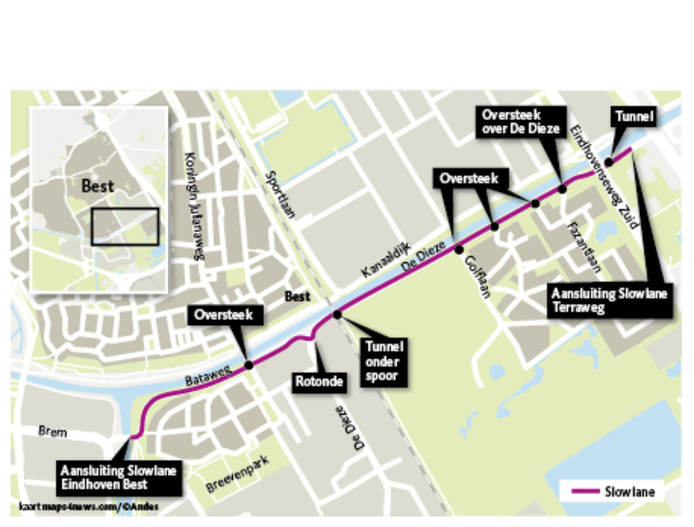 Best
Koningin Julianaweg
Sportlaan
Oversteek
over De Dieze
Tunnel
Eindhovenseweg Zuid
Oversteek
Fazantlaan
Kanaaldijk
De Dieze
Golflaan
Aansluiting Slowlane
Terraweg
Best
Oversteek
Tunnel
onder
spoor
Rotonde
Bataweg
De Dieze
Brem
Aansluiting Slowlane
Eindhoven Best
Breevenpark
Slowlane
kaart maps4news.com/©Andes